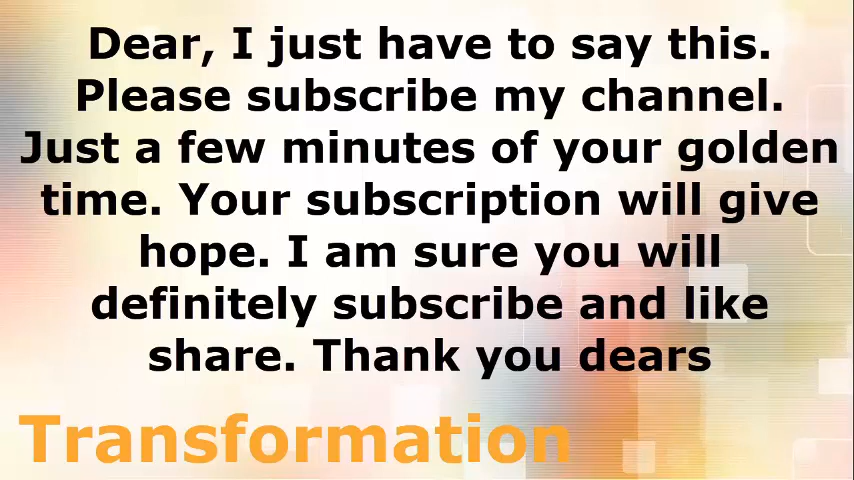 Dear, I just have to say this.
Please subscribe my channel.
Just a few minutes of your golden
time. Your subscription will give
hope. I am sure you will
definitely subscribe and like
share. Thank you dears
Transformation